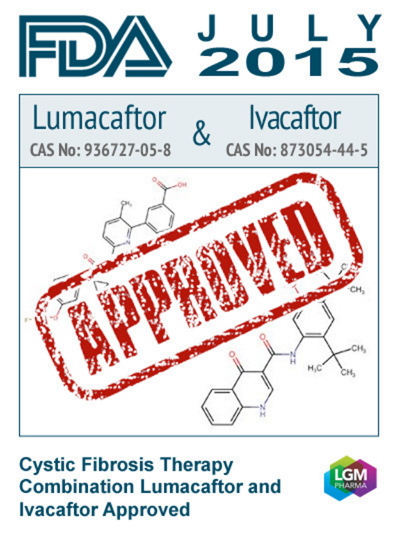 FDA JULY
2015
Lumacaftor & Ivacaftor
CAS No: 936727-05-8 CAS No: 873054-44-5
CH3
OH
O
N
O
APPROVED
CH3
O
O
N
H
CH3
H3C
CH3
NH
Cystic Fibrosis Therapy
Combination Lumacaftor and
Ivacaftor Approved
LGM
PHARMA